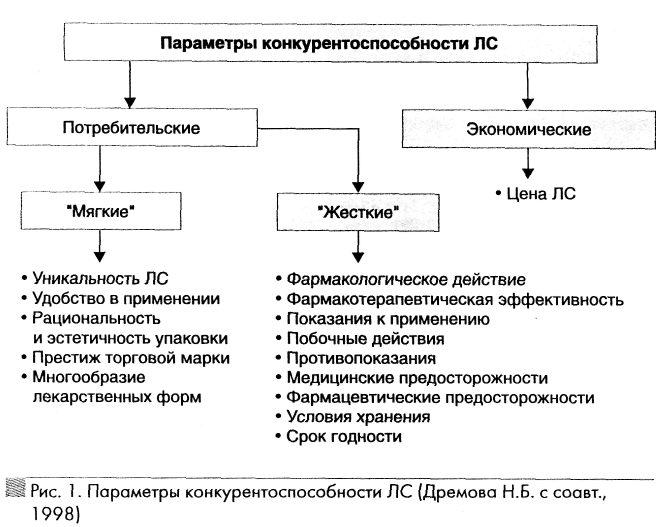 Параметры конкурентоспособности ЛС
Потребительские
Экономические
• Цена ЛС
"Мягкие"
"Жесткие"
• Уникальность ЛС
• Удобство в применении
• Рациональность
и эстетичность упаковки
• Престиж торговой марки
• Многообразие
лекарственных форм
• Фармакологическое действие
• Фармакотерапевтическая эффективность
• Показания к применению
• Побочные действия
• Противопоказания
• Медицинские предосторожности
• Фармацевтические предосторожности
• Условия хранения
• Срок годности
Рис. 1. Параметры конкурентоспособности ЛС (Дремова Н.Б. с соавт.,
1998)